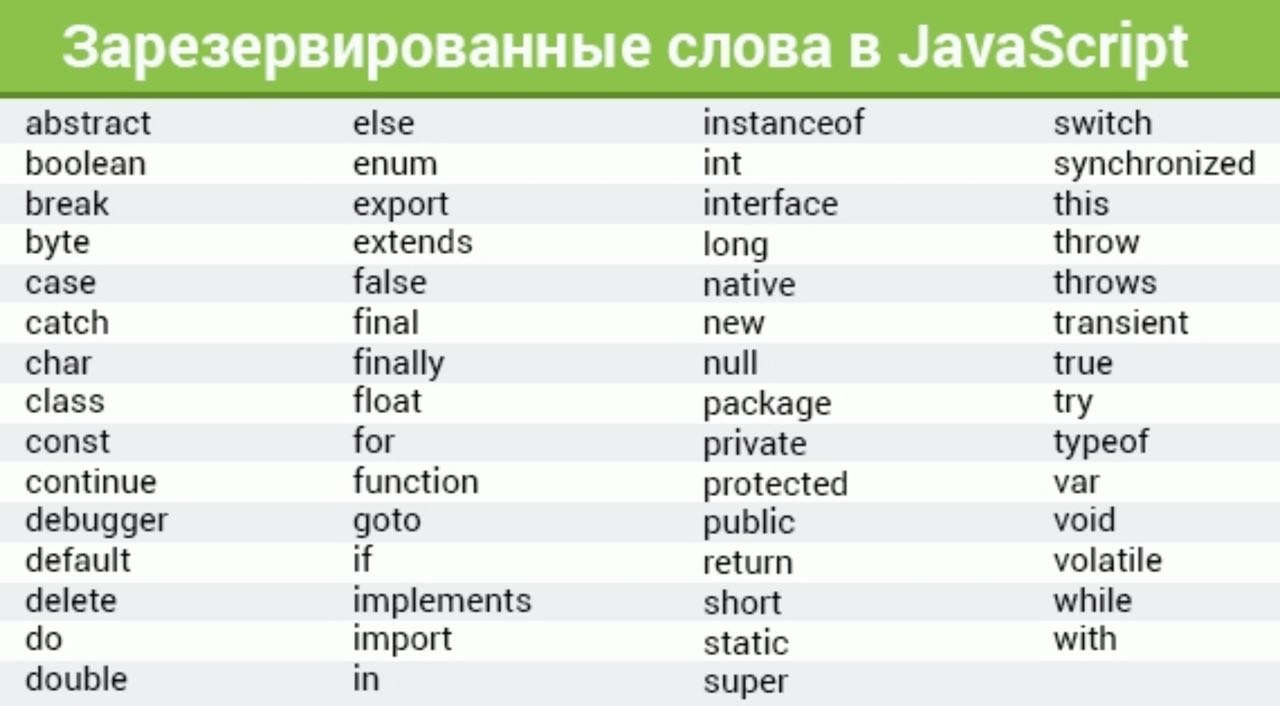 Зарезервированные слова в JavaScript
abstract else instanceof switch
boolean enum int synchronized
break export interface this
byte extends long throw
case false native throws
catch final new transient
char finally null true
class float package try
const for private typeof
continue function protected var
debugger goto public void
default if return volatile
delete implements short while
do import static with
double in super